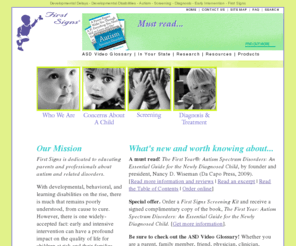 Developmental Delays - Developmental Disabilities - Autism - Screening - Diagnosis - Early Intervention - First Signs
HOME | CONTACT US | SITE MAP | FAQ | SEARCH
First Signs
Autism
Must read...
ASD Video Glossary | In Your State | Research | Resources | Products
Who We Are
Concerns About A Child
Screening
Diagnosis & Treatment
Our Mission
First Signs is dedicated to educating parents and professionals about autism and related disorders.
With developmental, behavioral, and learning disabilities on the rise, there is much that remains poorly understood, from cause to cure. However, there is one widely-accepted fact: early and intensive intervention can have a profound impact on the quality of life for
What's new and worth knowing about...
A must read! The First Year® Autism Spectrum Disorders: An Essential Guide for the Newly Diagnosed Child, by founder and president, Nancy D. Wiseman (Da Capo Press, 2009).
[Read more information and reviews | Read an excerpt | Read the Table of Contents | Order online!]
Special offer. Order a First Signs Screening Kit and receive a signed complimentary copy of the book, The First Year: Autism Spectrum Disorders: An Essential Guide for the Newly Diagnosed Child. [Get more information!]
Be sure to check out the ASD Video Glossary! Whether you are a parent, family member, friend, physician, clinician,